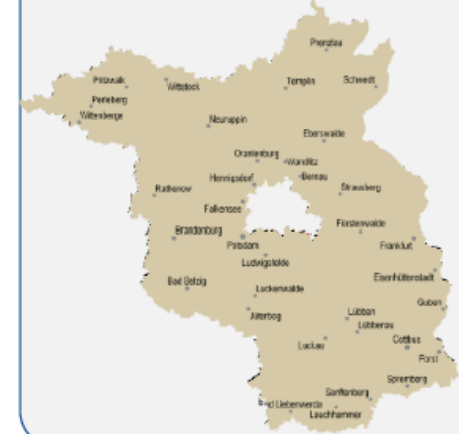 Prenzlau
Pritzwalk
Wittstock
Templin
Schwedt
Perleberg
Wittenberge
Neuruppin
Eberswalde
Oranienburg
Wandlitz
Hennigsdorf
Bernau
Rathenow
Strausberg
Falkensee
Brandenburg
Fürstenwalde
Potsdam
Frankfurt
Ludwigsfelde
Eisenhüttenstadt
Bad Belzig
Luckenwalde
Guben
Jüterbog
Lübben
Lübbenau
Luckau
Cottbus
Forst
Spremberg
Senftenberg
Bad Liebenwerda
Lauchhammer